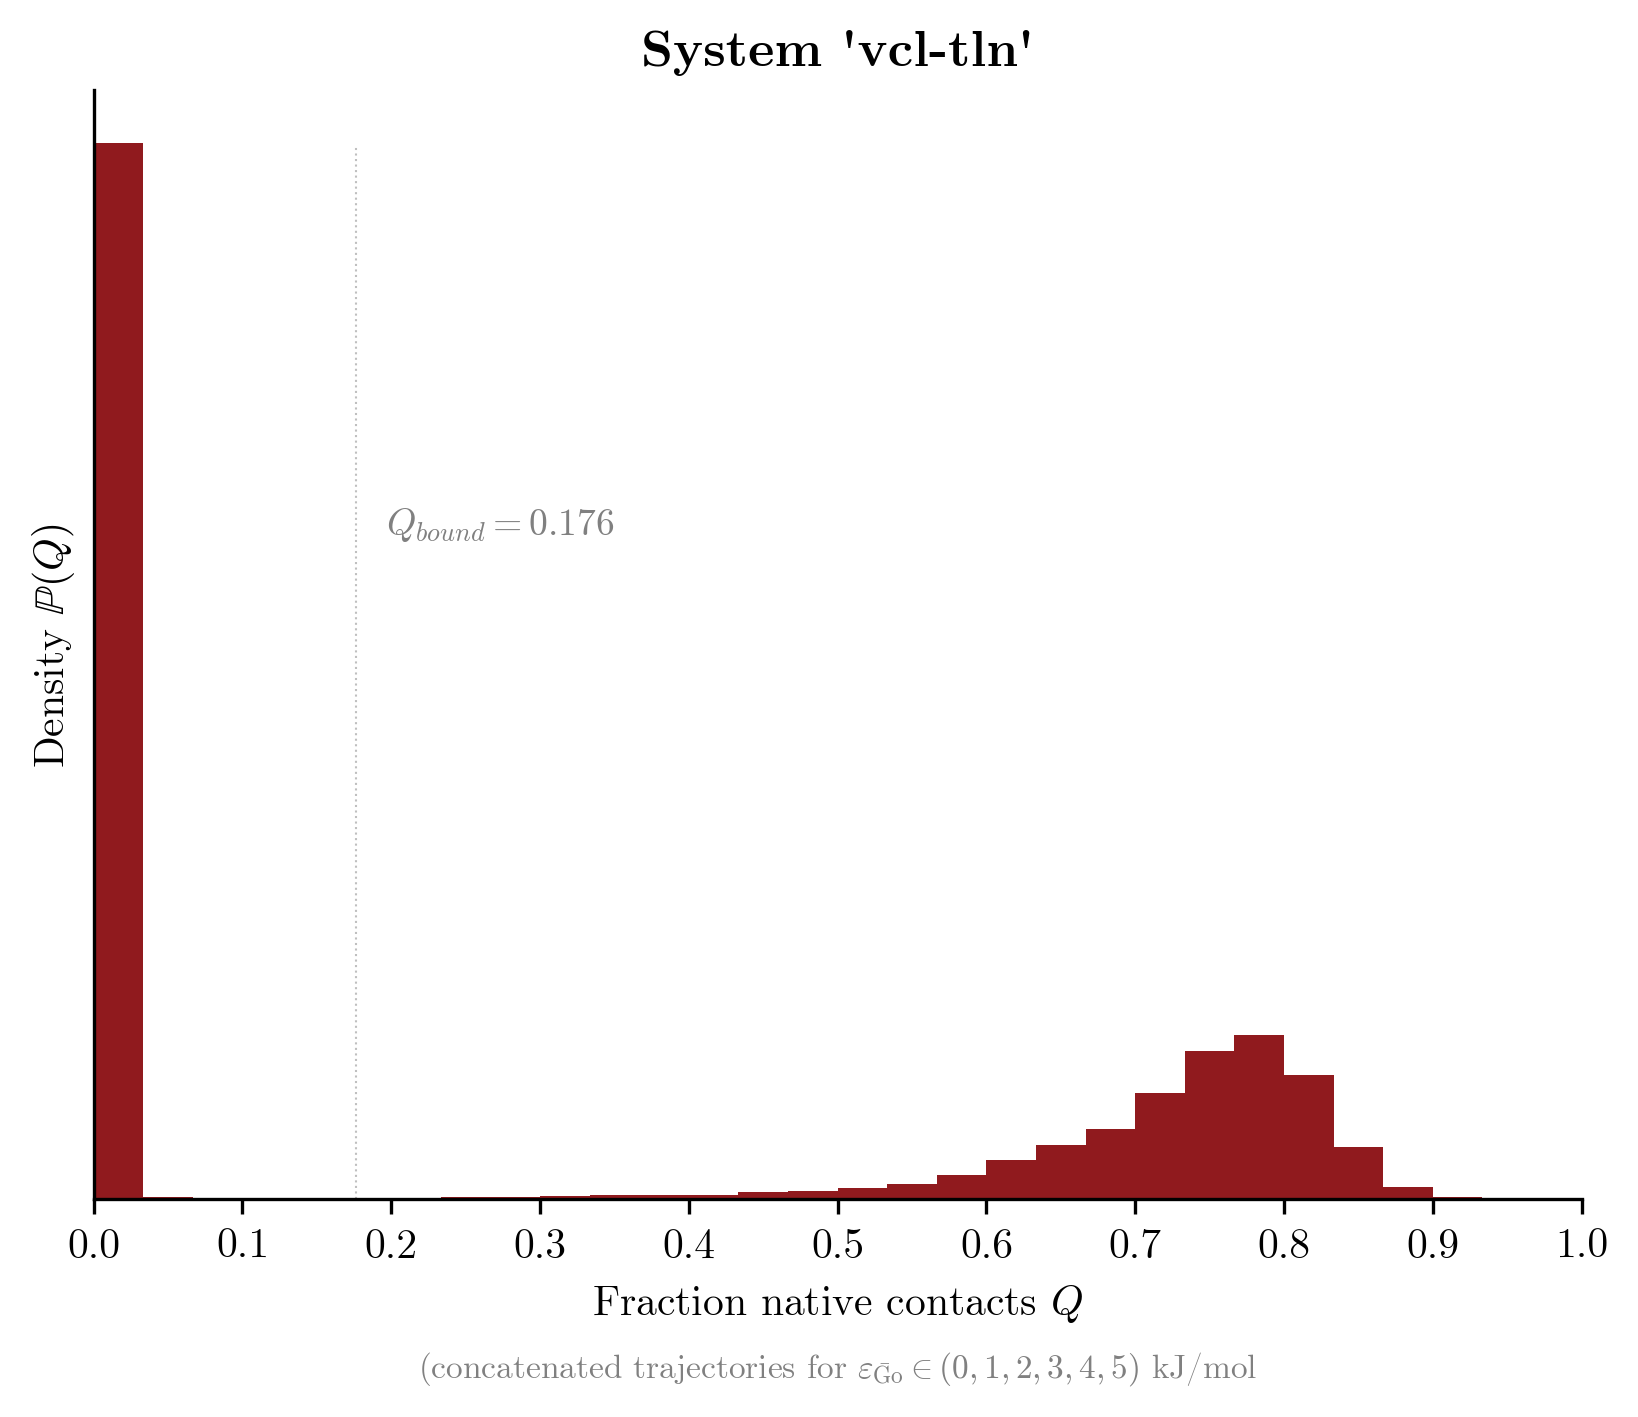 System 'vcl-tln'
Density ℙ(Q)
Q_bound = 0.176
0.0 0.1 0.2 0.3 0.4 0.5 0.6 0.7 0.8 0.9 1.0
Fraction native contacts Q
(concatenated trajectories for ε_Ḡo ∈ (0, 1, 2, 3, 4, 5) kJ/mol